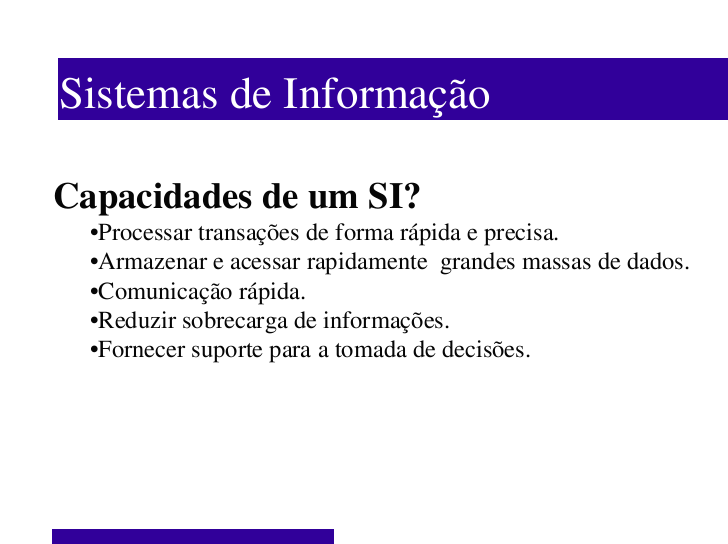 Sistemas de Informação
Capacidades de um SI?
•Processar transações de forma rápida e precisa.
•Armazenar e acessar rapidamente  grandes massas de dados.
•Comunicação rápida.
•Reduzir sobrecarga de informações.
•Fornecer suporte para a tomada de decisões.